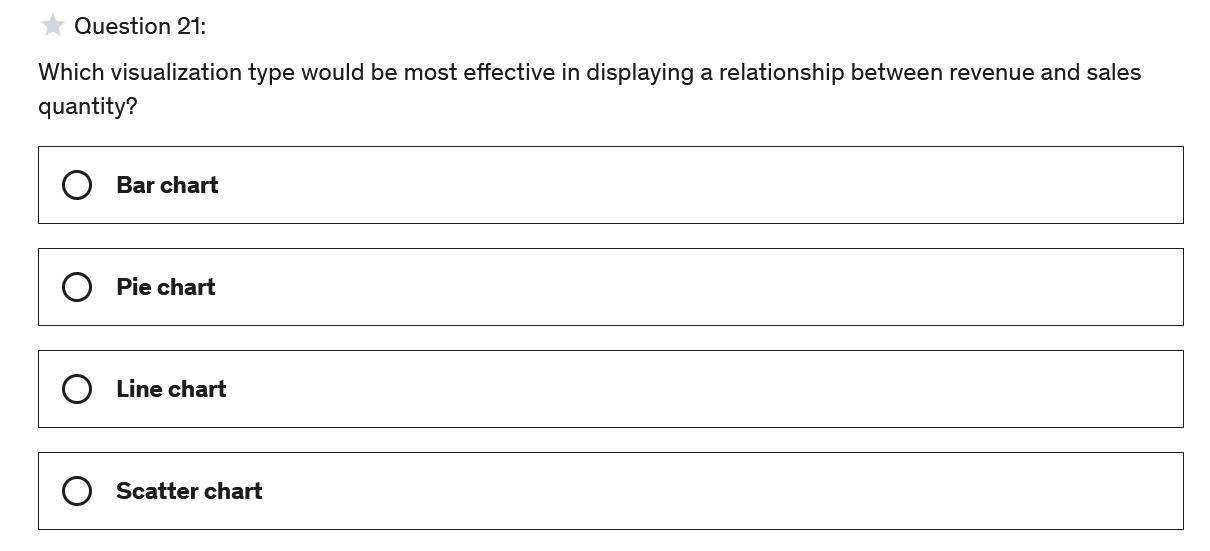 Question 21:
Which visualization type would be most effective in displaying a relationship between revenue and sales
quantity?
Bar chart
Pie chart
Line chart
Scatter chart